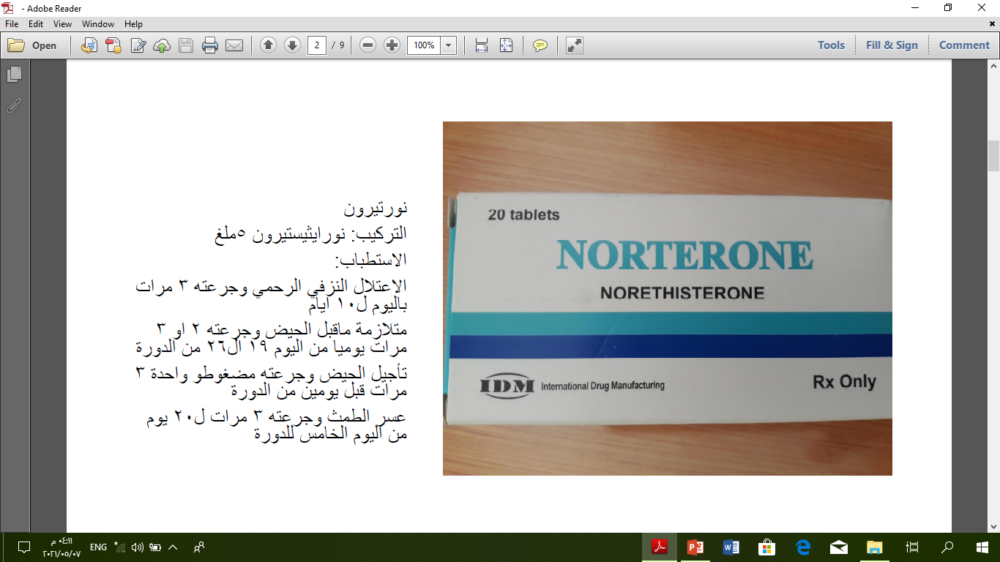 - Adobe Reader
File Edit View Window Help
Open 2 / 9 100% Tools Fill & Sign Comment
نورتيرون
التركيب: نورايثيستيرون ٥ملغ
الاستطباب:
الاعتلال النزفي الرحمي وجرعته ٣ مرات
باليوم ل١٠ ايام
متلازمة ماقبل الحيض وجرعته ٢ او ٣
مرات يوميا من اليوم ١٩ ال٢٦ من الدورة
تأجيل الحيض وجرعته مضغوطو واحدة ٣
مرات قبل يومين من الدورة
عسر الطمث وجرعته ٣ مرات ل٢٠ يوم
من اليوم الخامس للدورة
20 tablets
NORTERONE
NORETHISTERONE
IDM International Drug Manufacturing
Rx Only
٠٤:١١ م
ENG
٢٠٢١/٠٥/٠٧